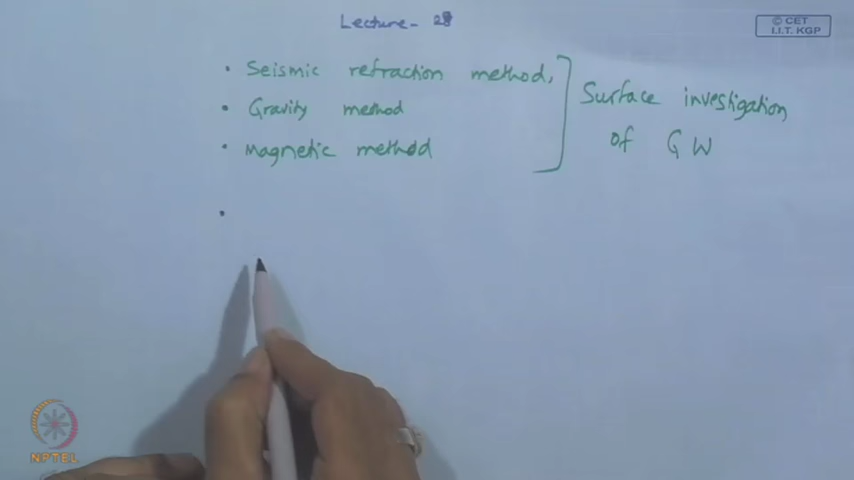 Lecture - 28
© CET
I.I.T. KGP
• Seismic refraction method,
• Gravity method
• Magnetic method
Surface investigation
of GW
•
NPTEL